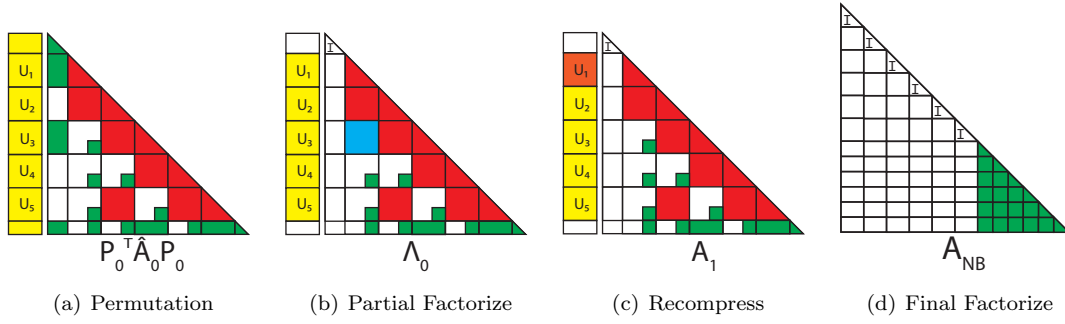 I
I
I
I
I
I
I
I
U₁
U₂
U₃
U₄
U₅
U₁
U₂
U₃
U₄
U₅
U₁
U₂
U₃
U₄
U₅
P₀ᵀÂ₀P₀
Λ₀
A₁
A_NB
(a) Permutation
(b) Partial Factorize
(c) Recompress
(d) Final Factorize